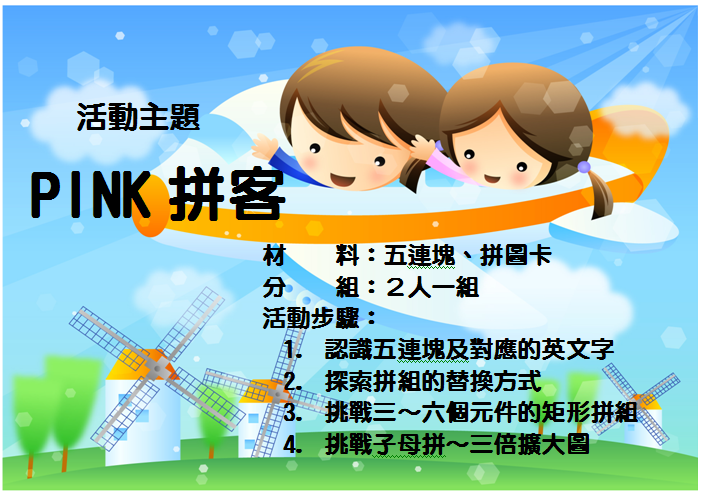 活動主題
PINK 拼客
材　　料：五連塊、拼圖卡
分　　組：２人一組
活動步驟：
1. 認識五連塊及對應的英文字
2. 探索拼組的替換方式
3. 挑戰三～六個元件的矩形拼組
4. 挑戰子母拼～三倍擴大圖